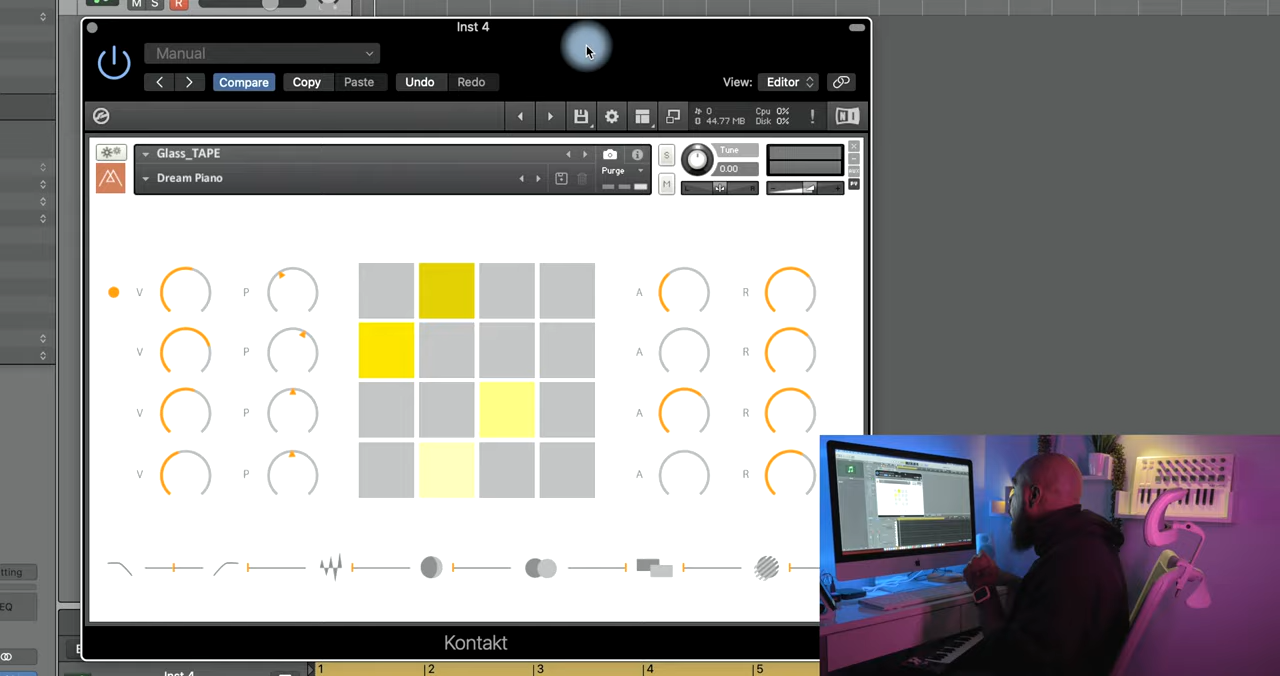 M S R
Inst 4
Manual
Compare Copy Paste Undo Redo View: Editor
0 Cpu 0%
44.77 MB Disk 0% !
Glass_TAPE S Tune
Purge 0.00
Dream Piano M L R - +
V P A R
V P A R
V P A R
V P A R
tting
EQ
Kontakt
Inst 4 1 2 3 4 5